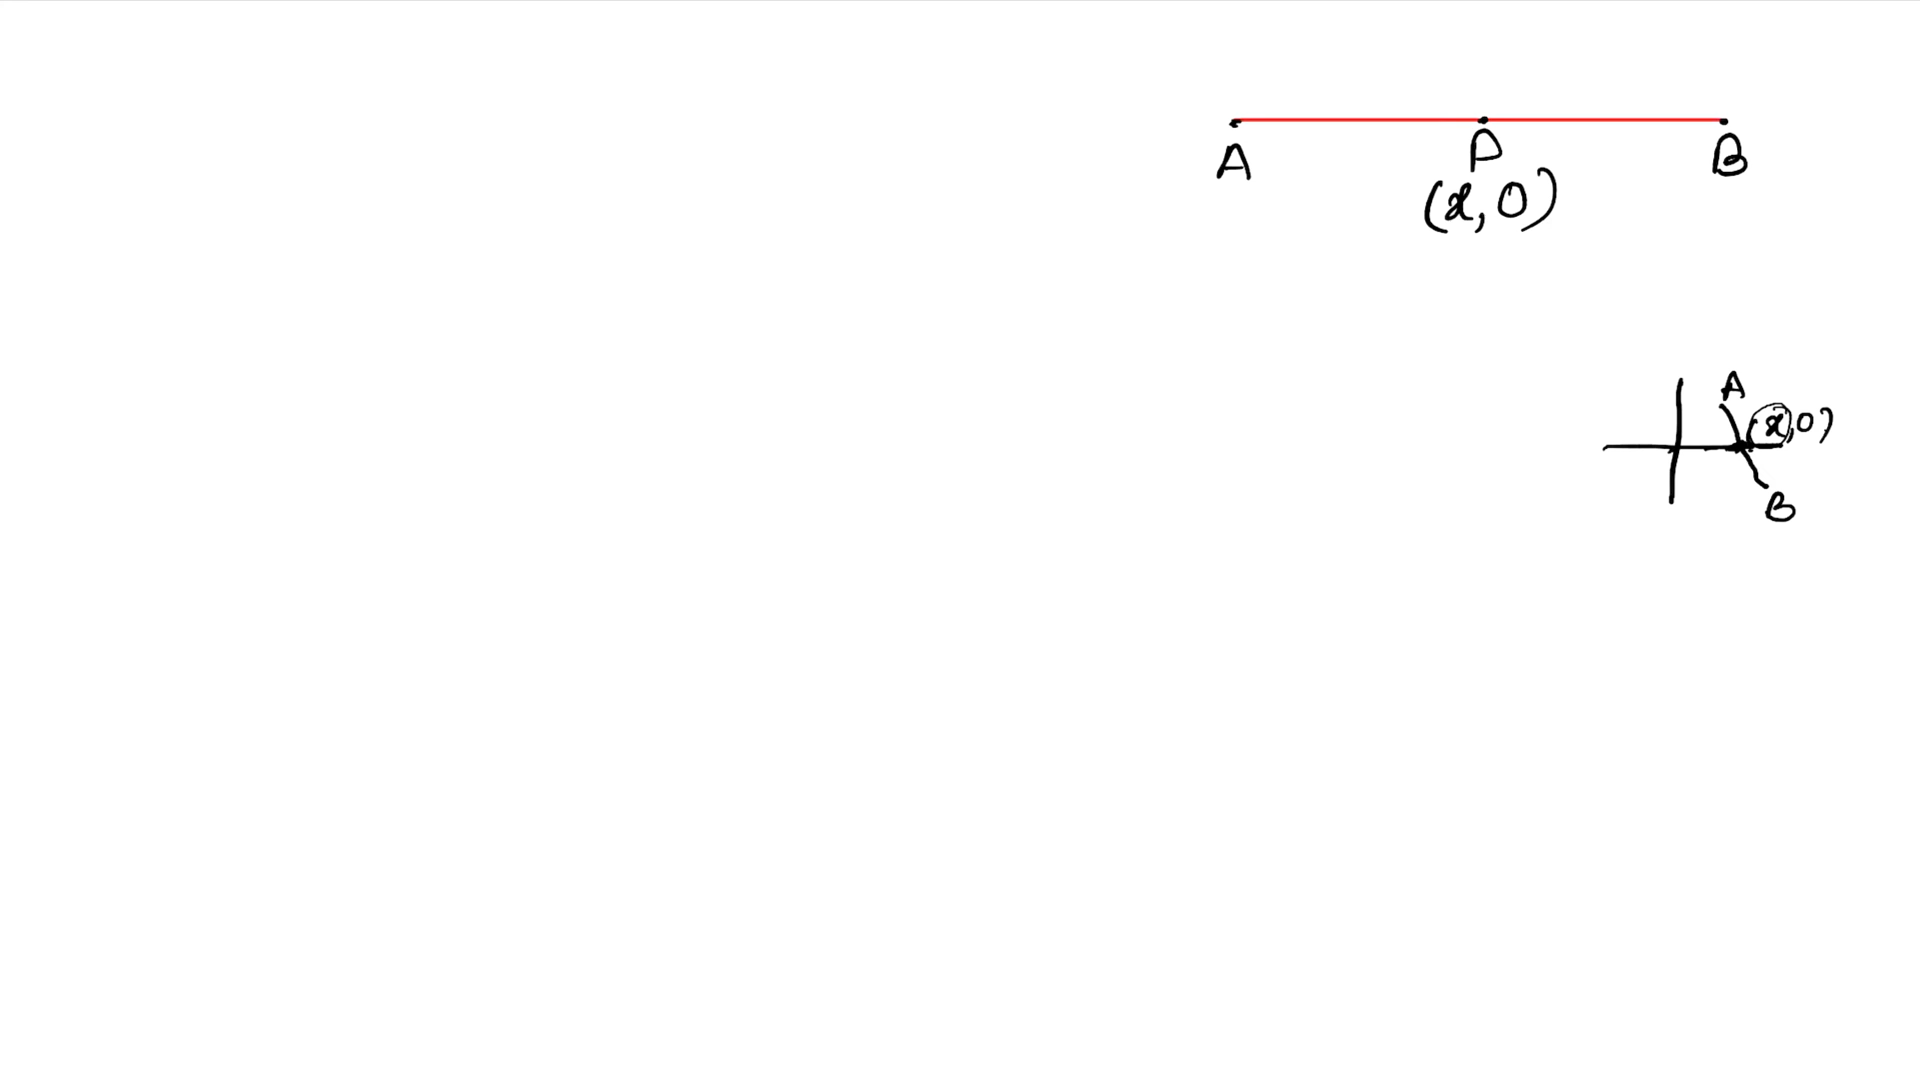 A P B
(x, 0)
A
(x, 0)
B